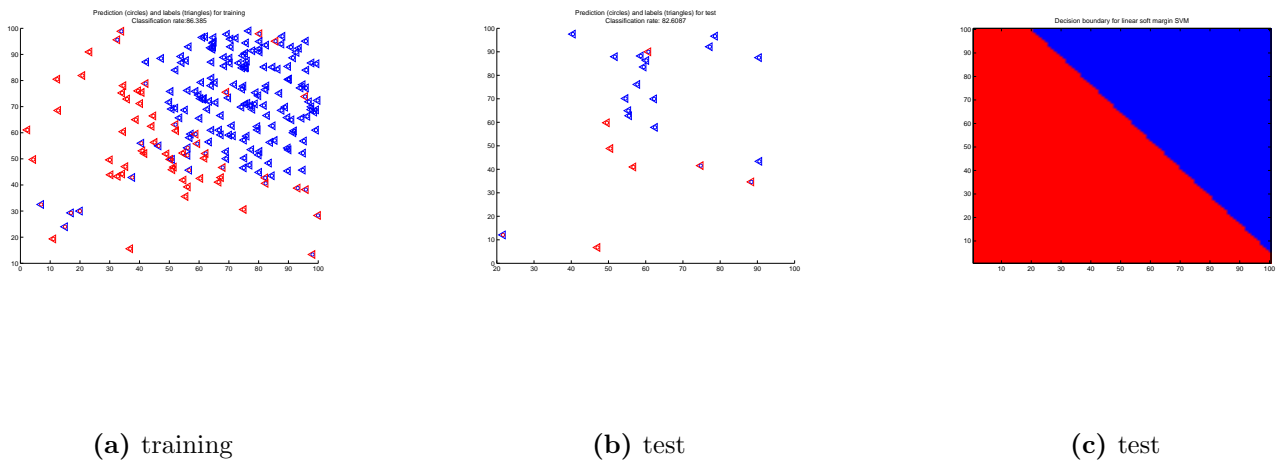 Prediction (circles) and labels (triangles) for training
Classification rate:86.385
100
90
80
70
60
50
40
30
20
10
0 10 20 30 40 50 60 70 80 90 100
(a) training
Prediction (circles) and labels (triangles) for test
Classification rate: 82.6087
100
90
80
70
60
50
40
30
20
10
0
20 30 40 50 60 70 80 90 100
(b) test
Decision boundary for linear soft margin SVM
100
90
80
70
60
50
40
30
20
10
10 20 30 40 50 60 70 80 90 100
(c) test